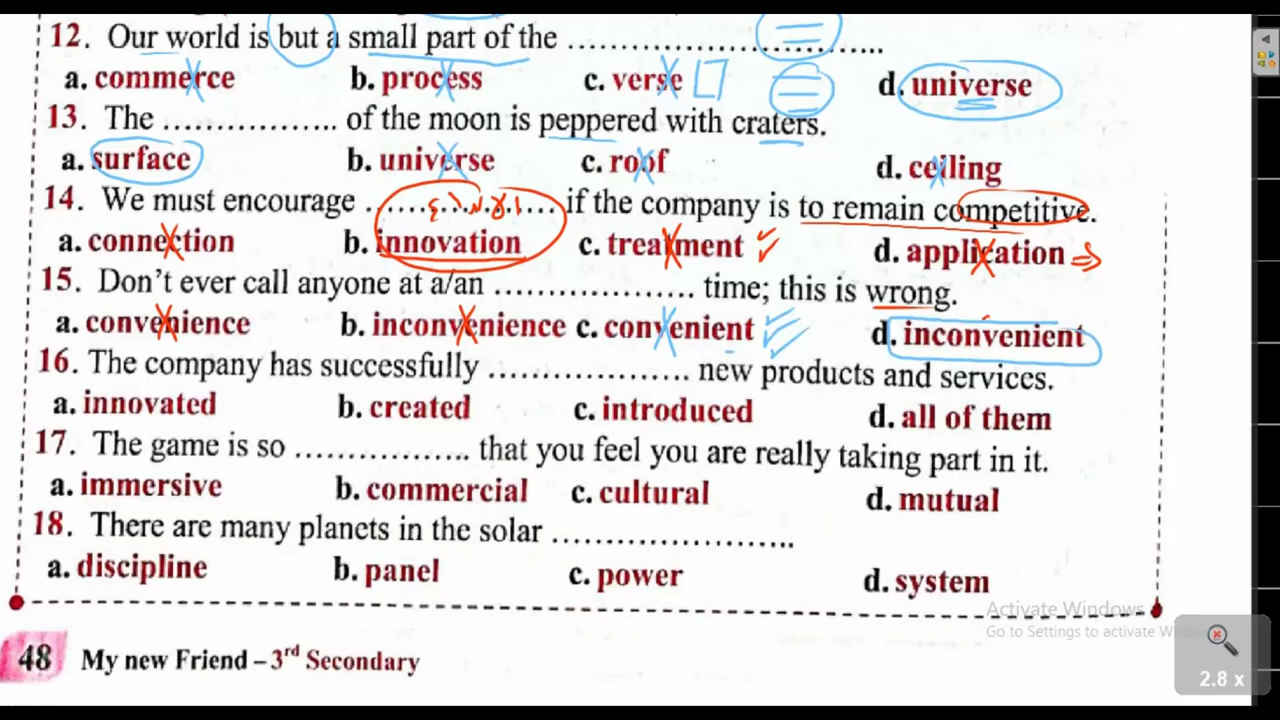 12. Our world is but a small part of the ........................................
a. commerce b. process c. verse d. universe
13. The .................. of the moon is peppered with craters.
a. surface b. universe c. roof d. ceiling
14. We must encourage ........................ if the company is to remain competitive.
a. connection b. innovation c. treatment d. application
15. Don't ever call anyone at a/an ...................... time; this is wrong.
a. convenience b. inconvenience c. convenient d. inconvenient
16. The company has successfully ...................... new products and services.
a. innovated b. created c. introduced d. all of them
17. The game is so ................... that you feel you are really taking part in it.
a. immersive b. commercial c. cultural d. mutual
18. There are many planets in the solar ..........................
a. discipline b. panel c. power d. system
Activate Windows
Go to Settings to activate
48 My new Friend – 3rd Secondary
2.8 x